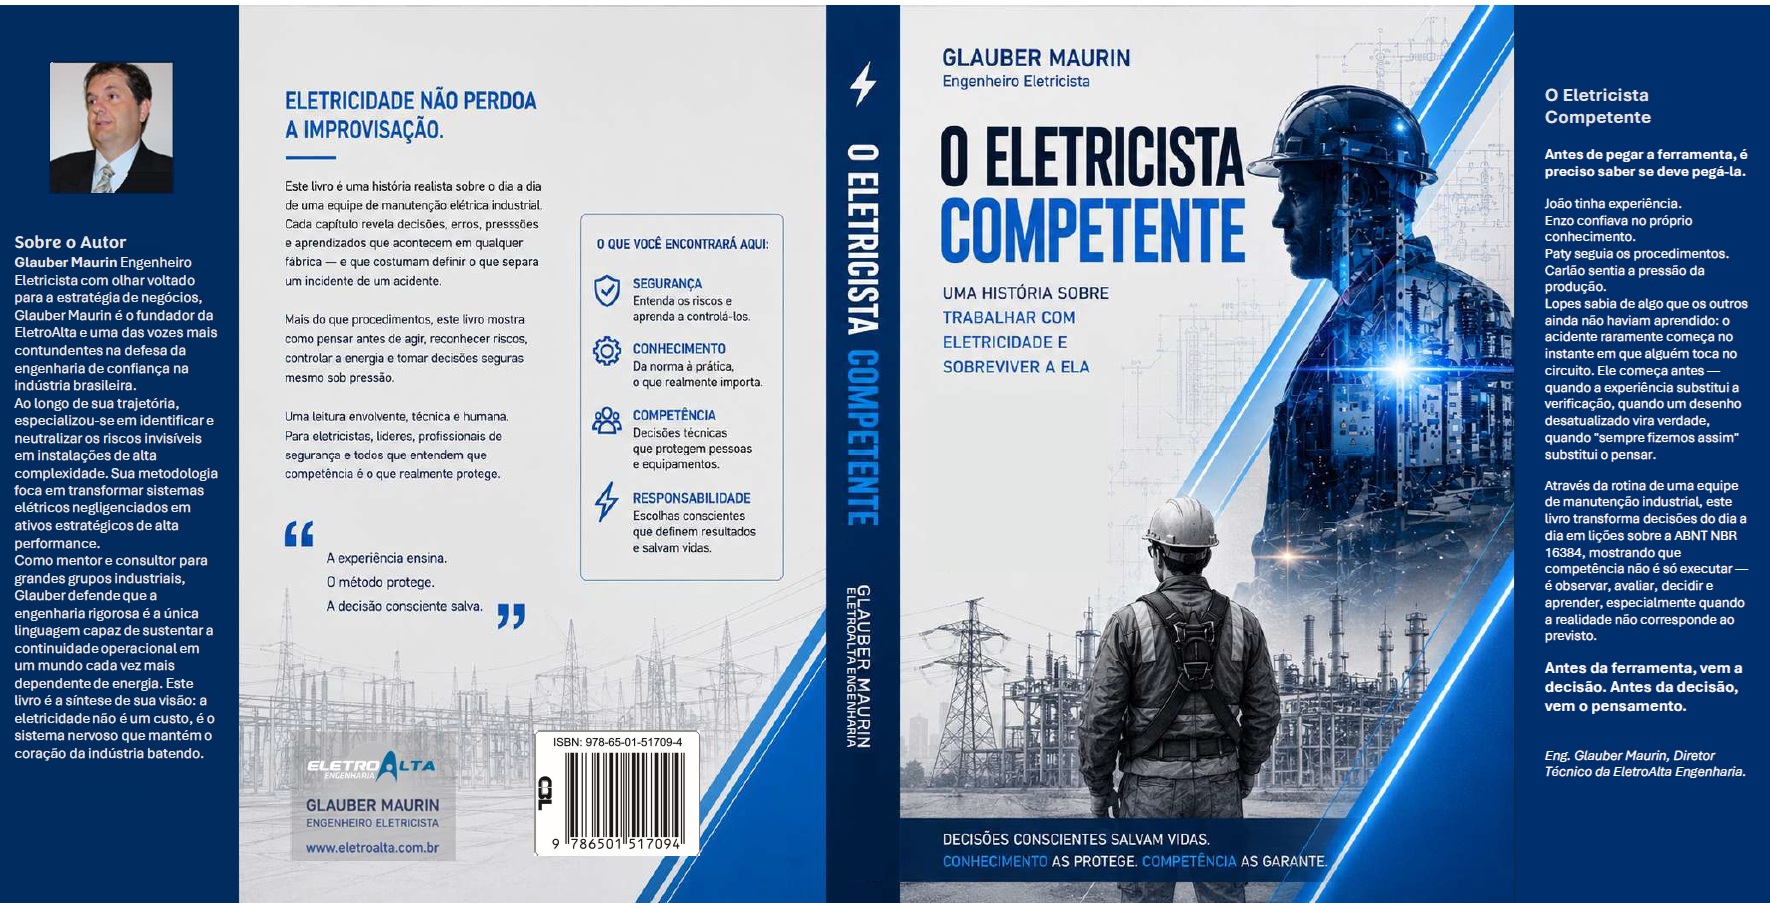 Sobre o Autor
Glauber Maurin Engenheiro
Eletricista com olhar voltado
para a estratégia de negócios,
Glauber Maurin é o fundador da
EletroAlta e uma das vozes mais
contundentes na defesa da
engenharia de confiança na
indústria brasileira.
Ao longo de sua trajetória,
especializou-se em identificar e
neutralizar os riscos invisíveis
em instalações de alta
complexidade. Sua metodologia
foca em transformar sistemas
elétricos negligenciados em
ativos estratégicos de alta
performance.
Como mentor e consultor para
grandes grupos industriais,
Glauber defende que a
engenharia rigorosa é a única
linguagem capaz de sustentar a
continuidade operacional em
um mundo cada vez mais
dependente de energia. Este
livro é a síntese de sua visão: a
eletricidade não é um custo, é o
sistema nervoso que mantém o
coração da indústria batendo.
ELETRICIDADE NÃO PERDOA
A IMPROVISAÇÃO.
Este livro é uma história realista sobre o dia a dia
de uma equipe de manutenção elétrica industrial.
Cada capítulo revela decisões, erros, presssões
e aprendizados que acontecem em qualquer
fábrica — e que costumam definir o que separa
um incidente de um acidente.
Mais do que procedimentos, este livro mostra
como pensar antes de agir, reconhecer riscos,
controlar a energia e tomar decisões seguras
mesmo sob pressão.
Uma leitura envolvente, técnica e humana.
Para eletricistas, líderes, profissionais de
segurança e todos que entendem que
competência é o que realmente protege.
“
A experiência ensina.
O método protege.
A decisão consciente salva.
”
O QUE VOCÊ ENCONTRARÁ AQUI:
SEGURANÇA
Entenda os riscos e
aprenda a controlá-los.
CONHECIMENTO
Da norma à prática,
o que realmente importa.
COMPETÊNCIA
Decisões técnicas
que protegem pessoas
e equipamentos.
RESPONSABILIDADE
Escolhas conscientes
que definem resultados
e salvam vidas.
ELETROALTA
ENGENHARIA
GLAUBER MAURIN
ENGENHEIRO ELETRICISTA
www.eletroalta.com.br
ISBN: 978-65-01-51709-4
CBL
9 786501 517094
O ELETRICISTA COMPETENTE
GLAUBER MAURIN
ELETROALTA ENGENHARIA
GLAUBER MAURIN
Engenheiro Eletricista
O ELETRICISTA
COMPETENTE
UMA HISTÓRIA SOBRE
TRABALHAR COM
ELETRICIDADE E
SOBREVIVER A ELA
DECISÕES CONSCIENTES SALVAM VIDAS.
CONHECIMENTO AS PROTEGE. COMPETÊNCIA AS GARANTE.
O Eletricista
Competente
Antes de pegar a ferramenta, é
preciso saber se deve pegá-la.
João tinha experiência.
Enzo confiava no próprio
conhecimento.
Paty seguia os procedimentos.
Carlão sentia a pressão da
produção.
Lopes sabia de algo que os outros
ainda não haviam aprendido: o
acidente raramente começa no
instante em que alguém toca no
circuito. Ele começa antes —
quando a experiência substitui a
verificação, quando um desenho
desatualizado vira verdade,
quando "sempre fizemos assim"
substitui o pensar.
Através da rotina de uma equipe
de manutenção industrial, este
livro transforma decisões do dia a
dia em lições sobre a ABNT NBR
16384, mostrando que
competência não é só executar —
é observar, avaliar, decidir e
aprender, especialmente quando
a realidade não corresponde ao
previsto.
Antes da ferramenta, vem a
decisão. Antes da decisão,
vem o pensamento.
Eng. Glauber Maurin, Diretor
Técnico da EletroAlta Engenharia.